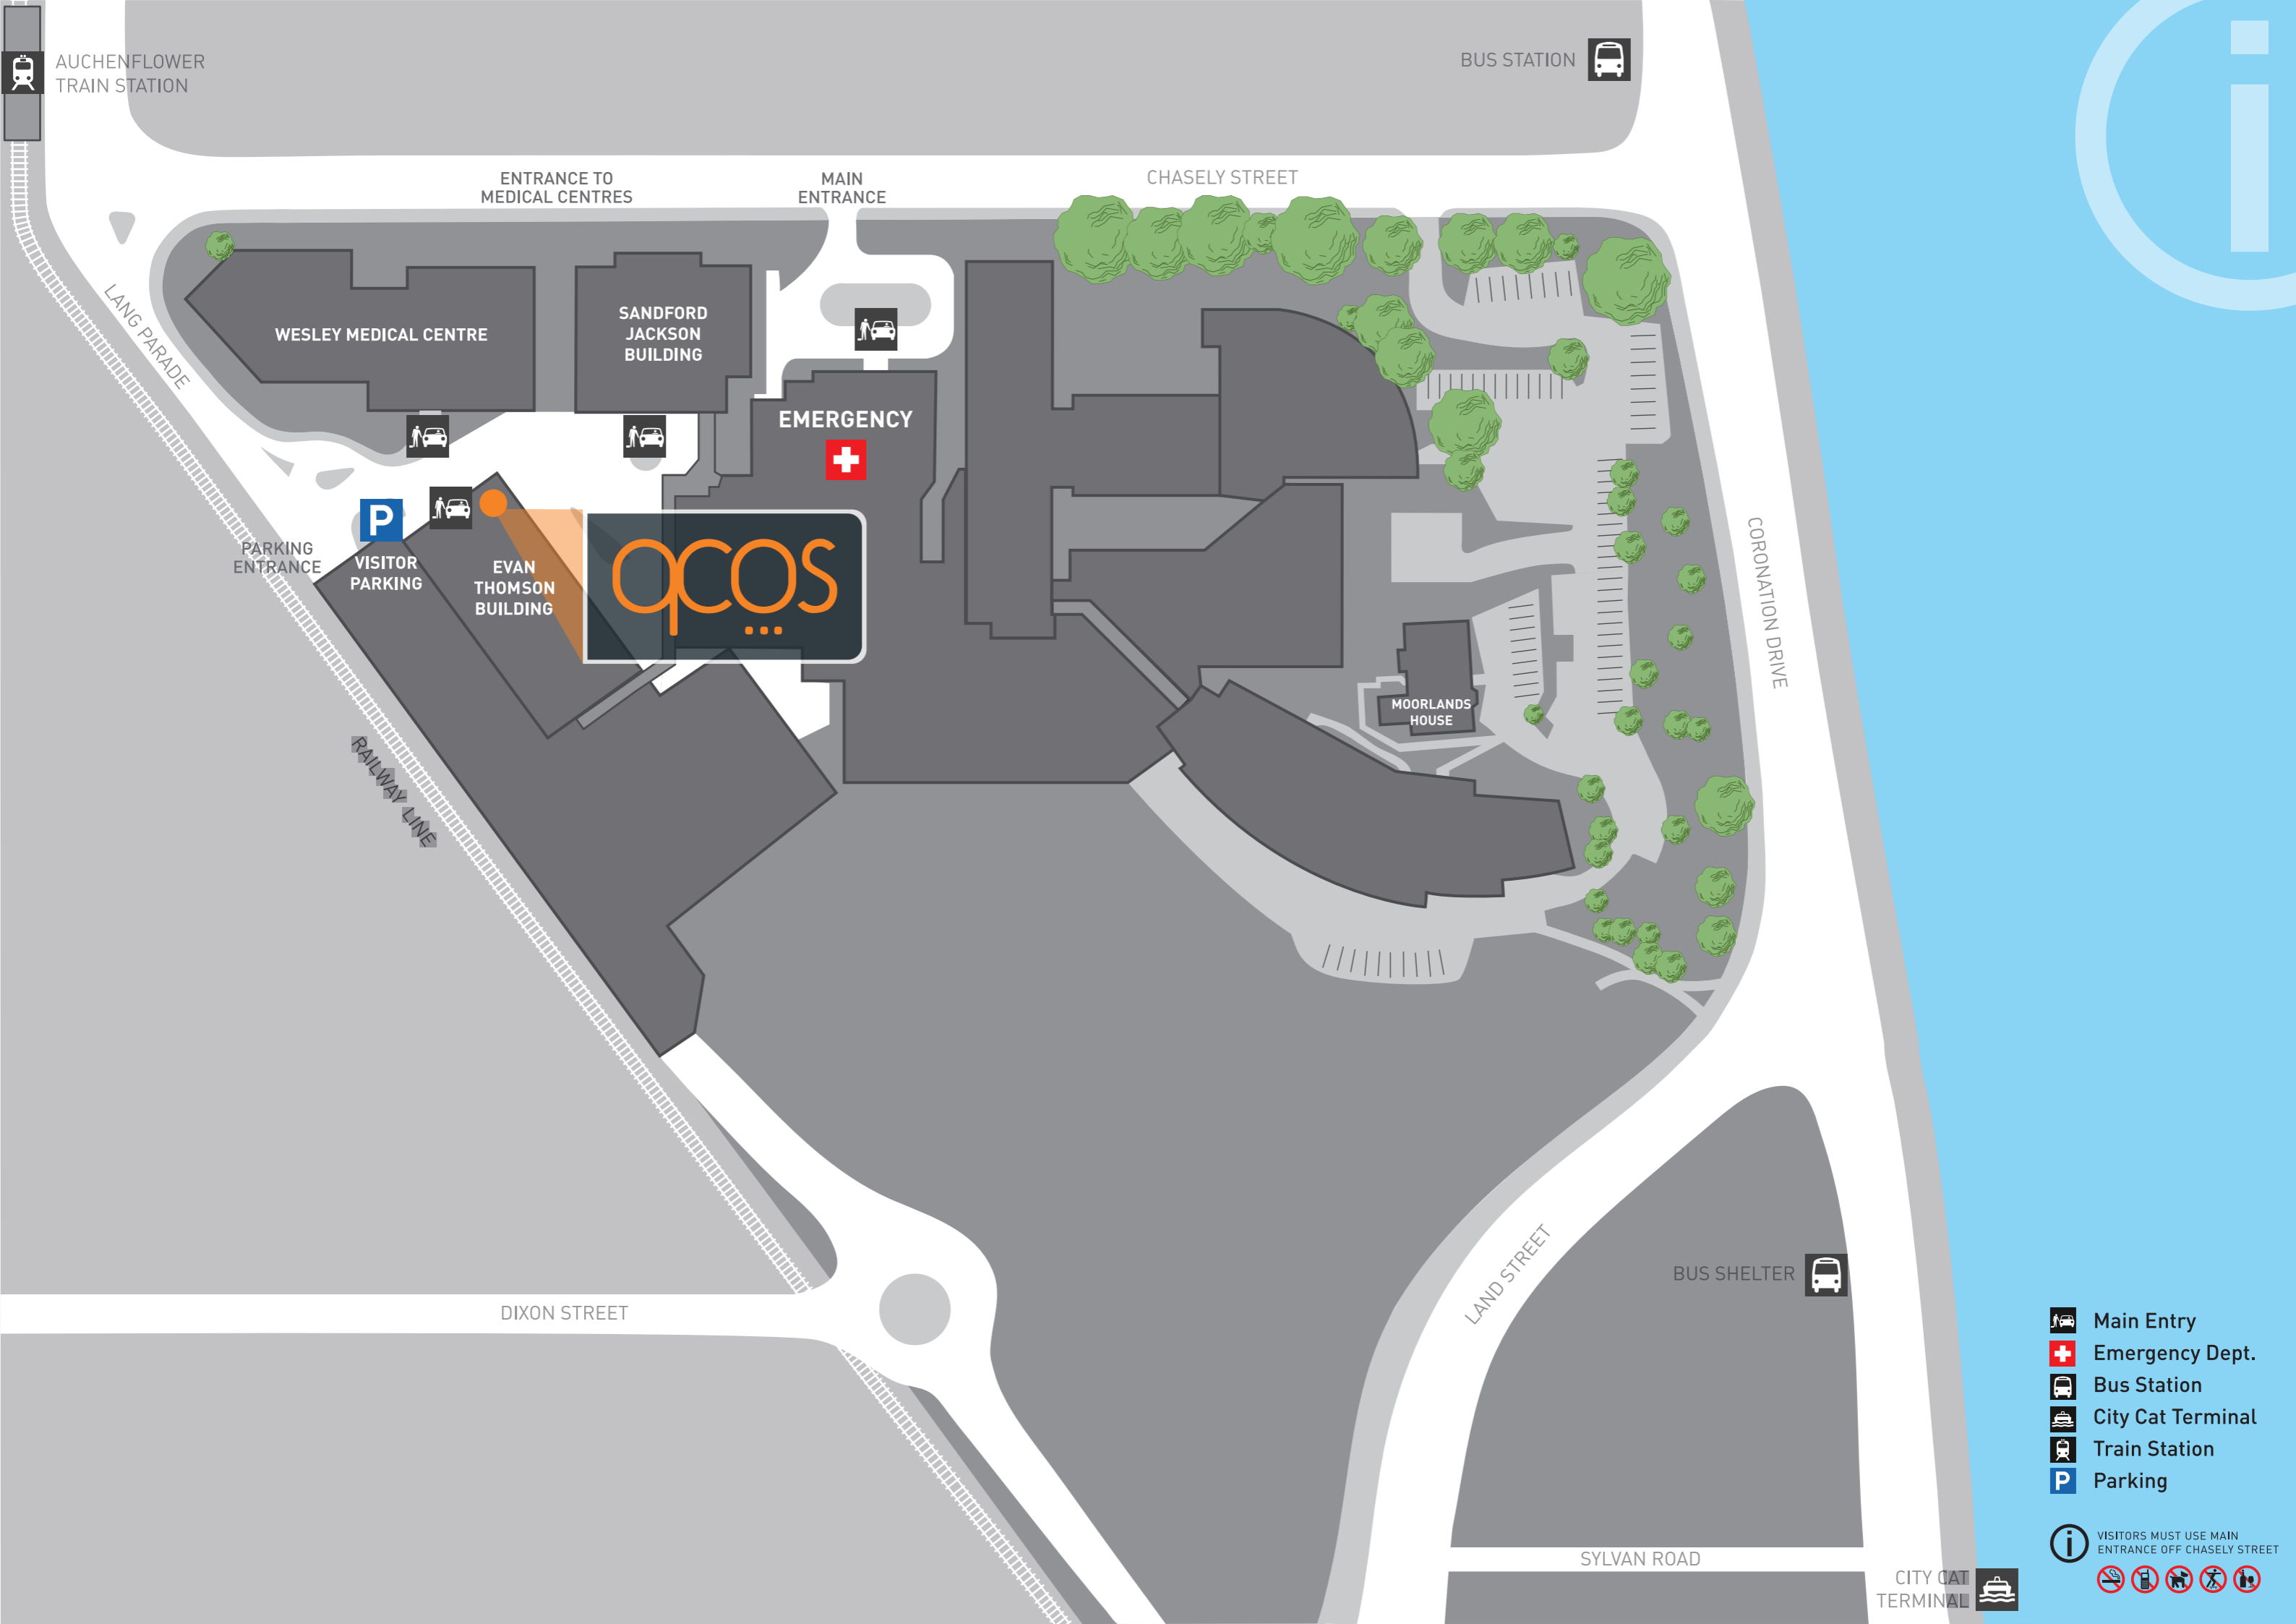 AUCHENFLOWER
TRAIN STATION
BUS STATION
ENTRANCE TO
MEDICAL CENTRES
MAIN
ENTRANCE
CHASELY STREET
LANG PARADE
WESLEY MEDICAL CENTRE
SANDFORD
JACKSON
BUILDING
EMERGENCY
P
PARKING
ENTRANCE
VISITOR
PARKING
EVAN
THOMSON
BUILDING
qcos
CORONATION DRIVE
MOORLANDS
HOUSE
RAILWAY LINE
DIXON STREET
LAND STREET
BUS SHELTER
SYLVAN ROAD
CITY CAT
TERMINAL
Main Entry
Emergency Dept.
Bus Station
City Cat Terminal
Train Station
P Parking
i VISITORS MUST USE MAIN
ENTRANCE OFF CHASELY STREET